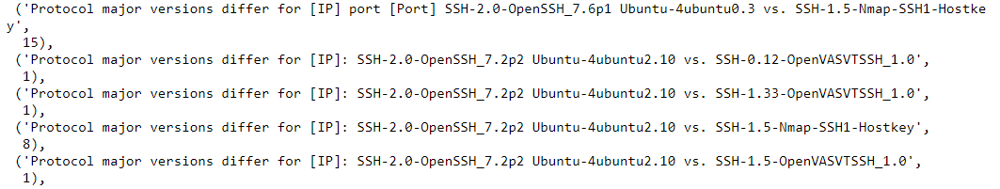 ('Protocol major versions differ for [IP] port [Port] SSH-2.0-OpenSSH_7.6p1 Ubuntu-4ubuntu0.3 vs. SSH-1.5-Nmap-SSH1-Hostke
y',
15),
('Protocol major versions differ for [IP]: SSH-2.0-OpenSSH_7.2p2 Ubuntu-4ubuntu2.10 vs. SSH-0.12-OpenVASVTSSH_1.0',
1),
('Protocol major versions differ for [IP]: SSH-2.0-OpenSSH_7.2p2 Ubuntu-4ubuntu2.10 vs. SSH-1.33-OpenVASVTSSH_1.0',
1),
('Protocol major versions differ for [IP]: SSH-2.0-OpenSSH_7.2p2 Ubuntu-4ubuntu2.10 vs. SSH-1.5-Nmap-SSH1-Hostkey',
8),
('Protocol major versions differ for [IP]: SSH-2.0-OpenSSH_7.2p2 Ubuntu-4ubuntu2.10 vs. SSH-1.5-OpenVASVTSSH_1.0',
1),